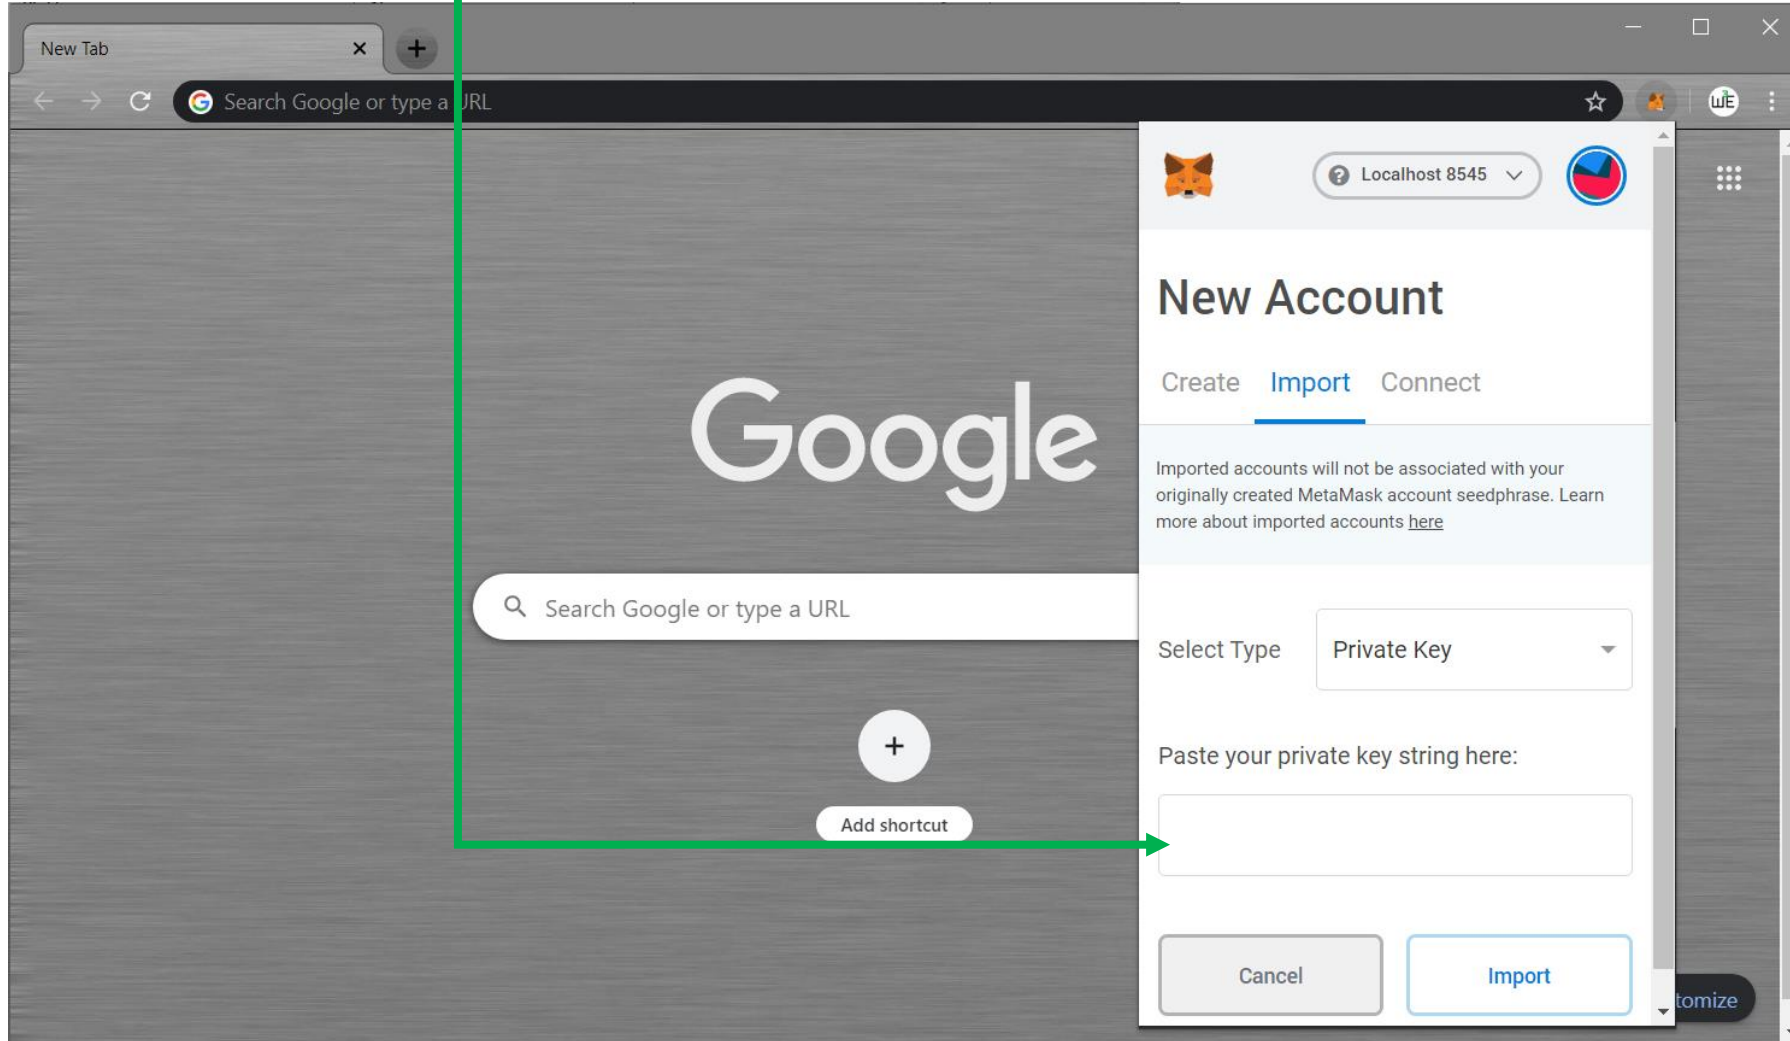 New Tab
Search Google or type a URL
Localhost 8545
New Account
Create Import Connect
Google
Imported accounts will not be associated with your
originally created MetaMask account seedphrase. Learn
more about imported accounts here
Search Google or type a URL
Select Type Private Key
Paste your private key string here:
Add shortcut
Cancel Import
tomize